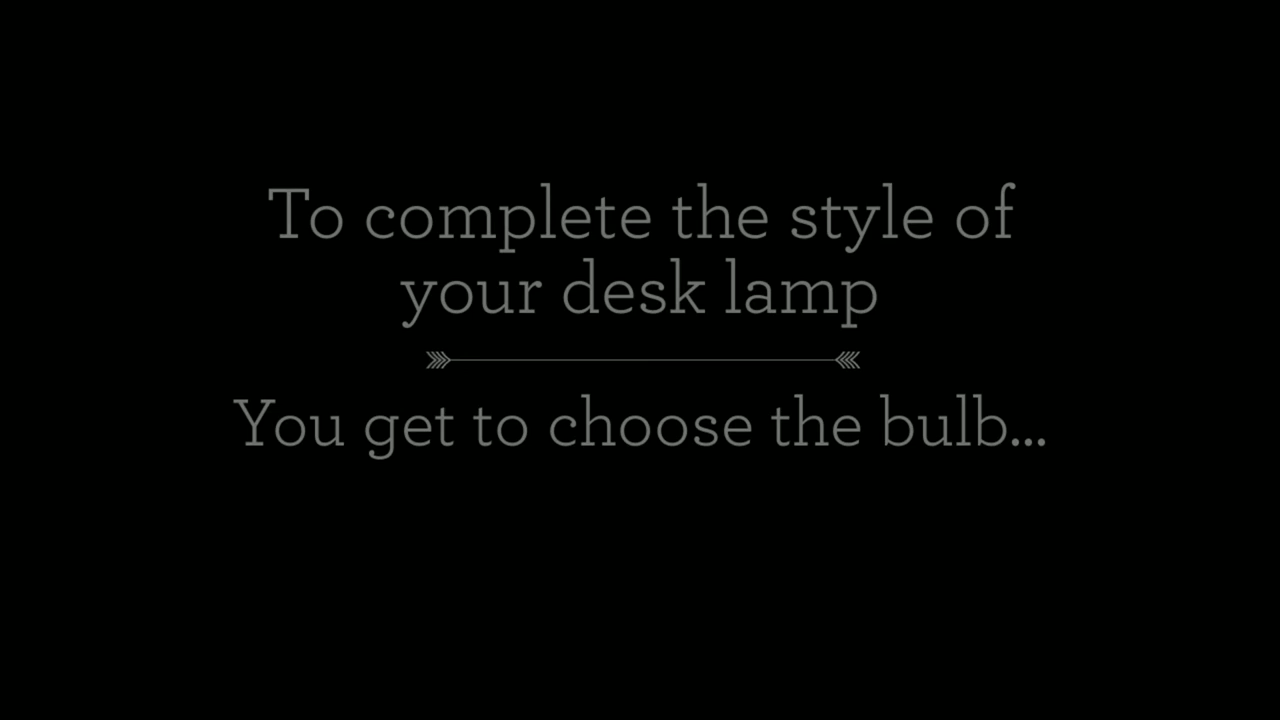 To complete the style of
your desk lamp
You get to choose the bulb...